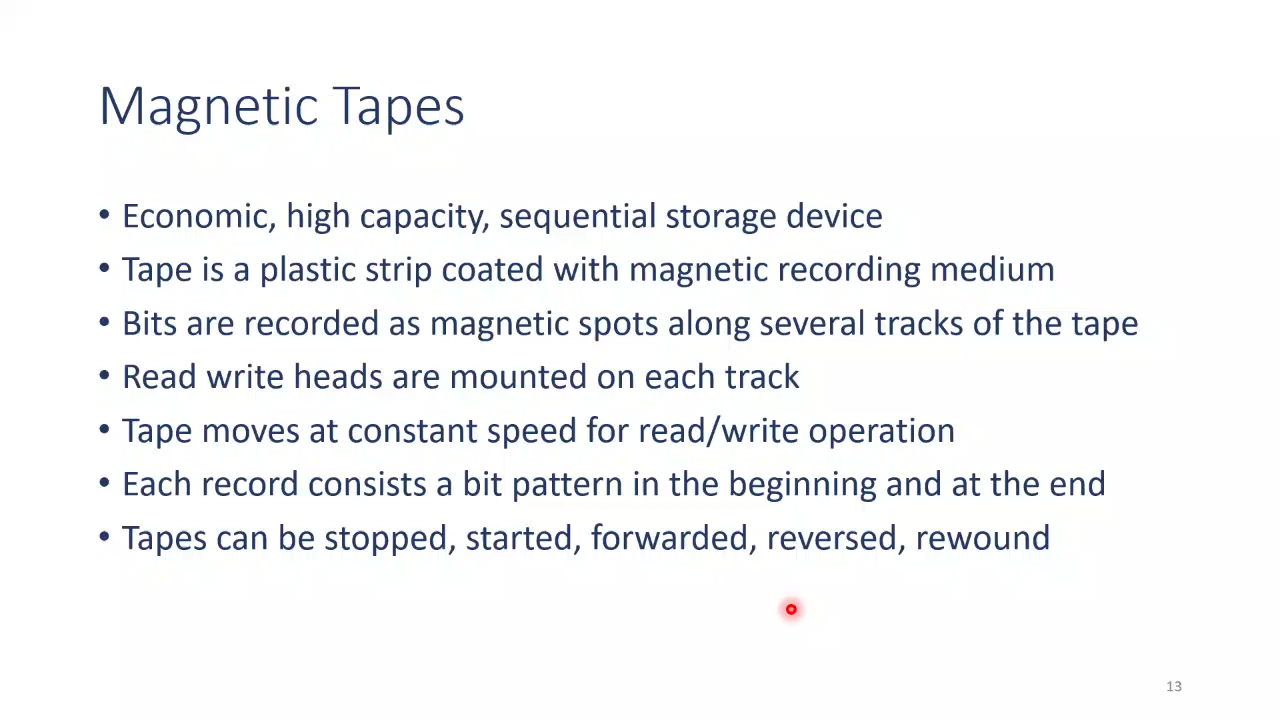 Magnetic Tapes
• Economic, high capacity, sequential storage device
• Tape is a plastic strip coated with magnetic recording medium
• Bits are recorded as magnetic spots along several tracks of the tape
• Read write heads are mounted on each track
• Tape moves at constant speed for read/write operation
• Each record consists a bit pattern in the beginning and at the end
• Tapes can be stopped, started, forwarded, reversed, rewound
13